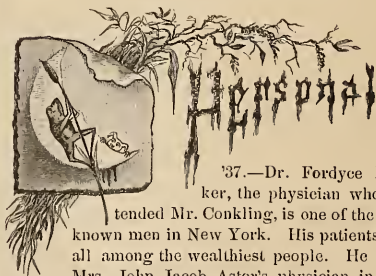 Personal
'37.—Dr. Fordyce
ker, the physician who
tended Mr. Conkling, is one of the
known men in New York. His patients
all among the wealthiest people. He
Mrs. John Jacob Astor's physician in